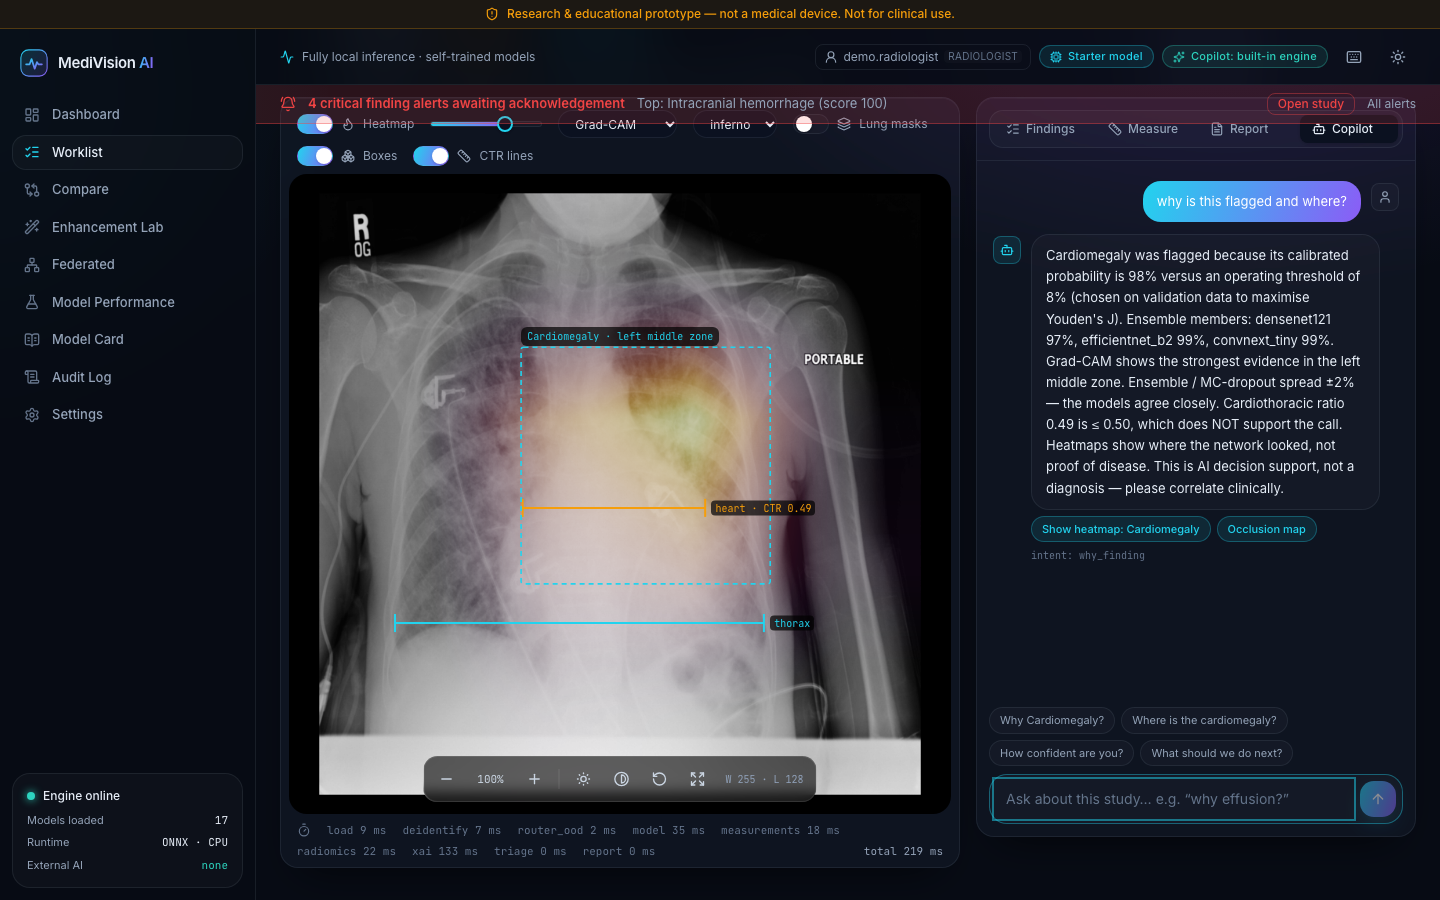 Research & educational prototype — not a medical device. Not for clinical use.
MediVision AI
Fully local inference · self-trained models
demo.radiologist RADIOLOGIST
Starter model
Copilot: built-in engine
4 critical finding alerts awaiting acknowledgement Top: Intracranial hemorrhage (score 100)
Open study
All alerts
Dashboard
Worklist
Compare
Enhancement Lab
Federated
Model Performance
Model Card
Audit Log
Settings
Engine online
Models loaded 17
Runtime ONNX · CPU
External AI none
Heatmap
Grad-CAM
inferno
Lung masks
Boxes
CTR lines
R
OG
Cardiomegaly · left middle zone
PORTABLE
heart · CTR 0.49
thorax
100%
W 255 · L 128
load 9 ms deidentify 7 ms router_ood 2 ms model 35 ms measurements 18 ms
radiomics 22 ms xai 133 ms triage 0 ms report 0 ms total 219 ms
Findings
Measure
Report
Copilot
why is this flagged and where?
Cardiomegaly was flagged because its calibrated
probability is 98% versus an operating threshold of
8% (chosen on validation data to maximise
Youden's J). Ensemble members: densenet121
97%, efficientnet_b2 99%, convnext_tiny 99%.
Grad-CAM shows the strongest evidence in the left
middle zone. Ensemble / MC-dropout spread ±2%
— the models agree closely. Cardiothoracic ratio
0.49 is ≤ 0.50, which does NOT support the call.
Heatmaps show where the network looked, not
proof of disease. This is AI decision support, not a
diagnosis — please correlate clinically.
Show heatmap: Cardiomegaly
Occlusion map
intent: why_finding
Why Cardiomegaly?
Where is the cardiomegaly?
How confident are you?
What should we do next?
Ask about this study… e.g. “why effusion?”